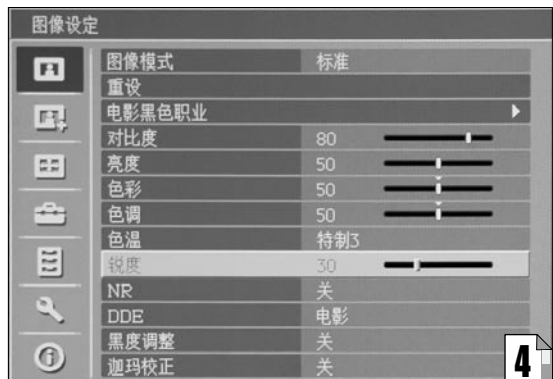 图像设定
图像模式 标准
重设
电影黑色职业
对比度 80
亮度 50
色彩 50
色调 50
色温 特制3
锐度 30
NR 关
DDE 电影
黑度调整 关
迦玛校正 关
4